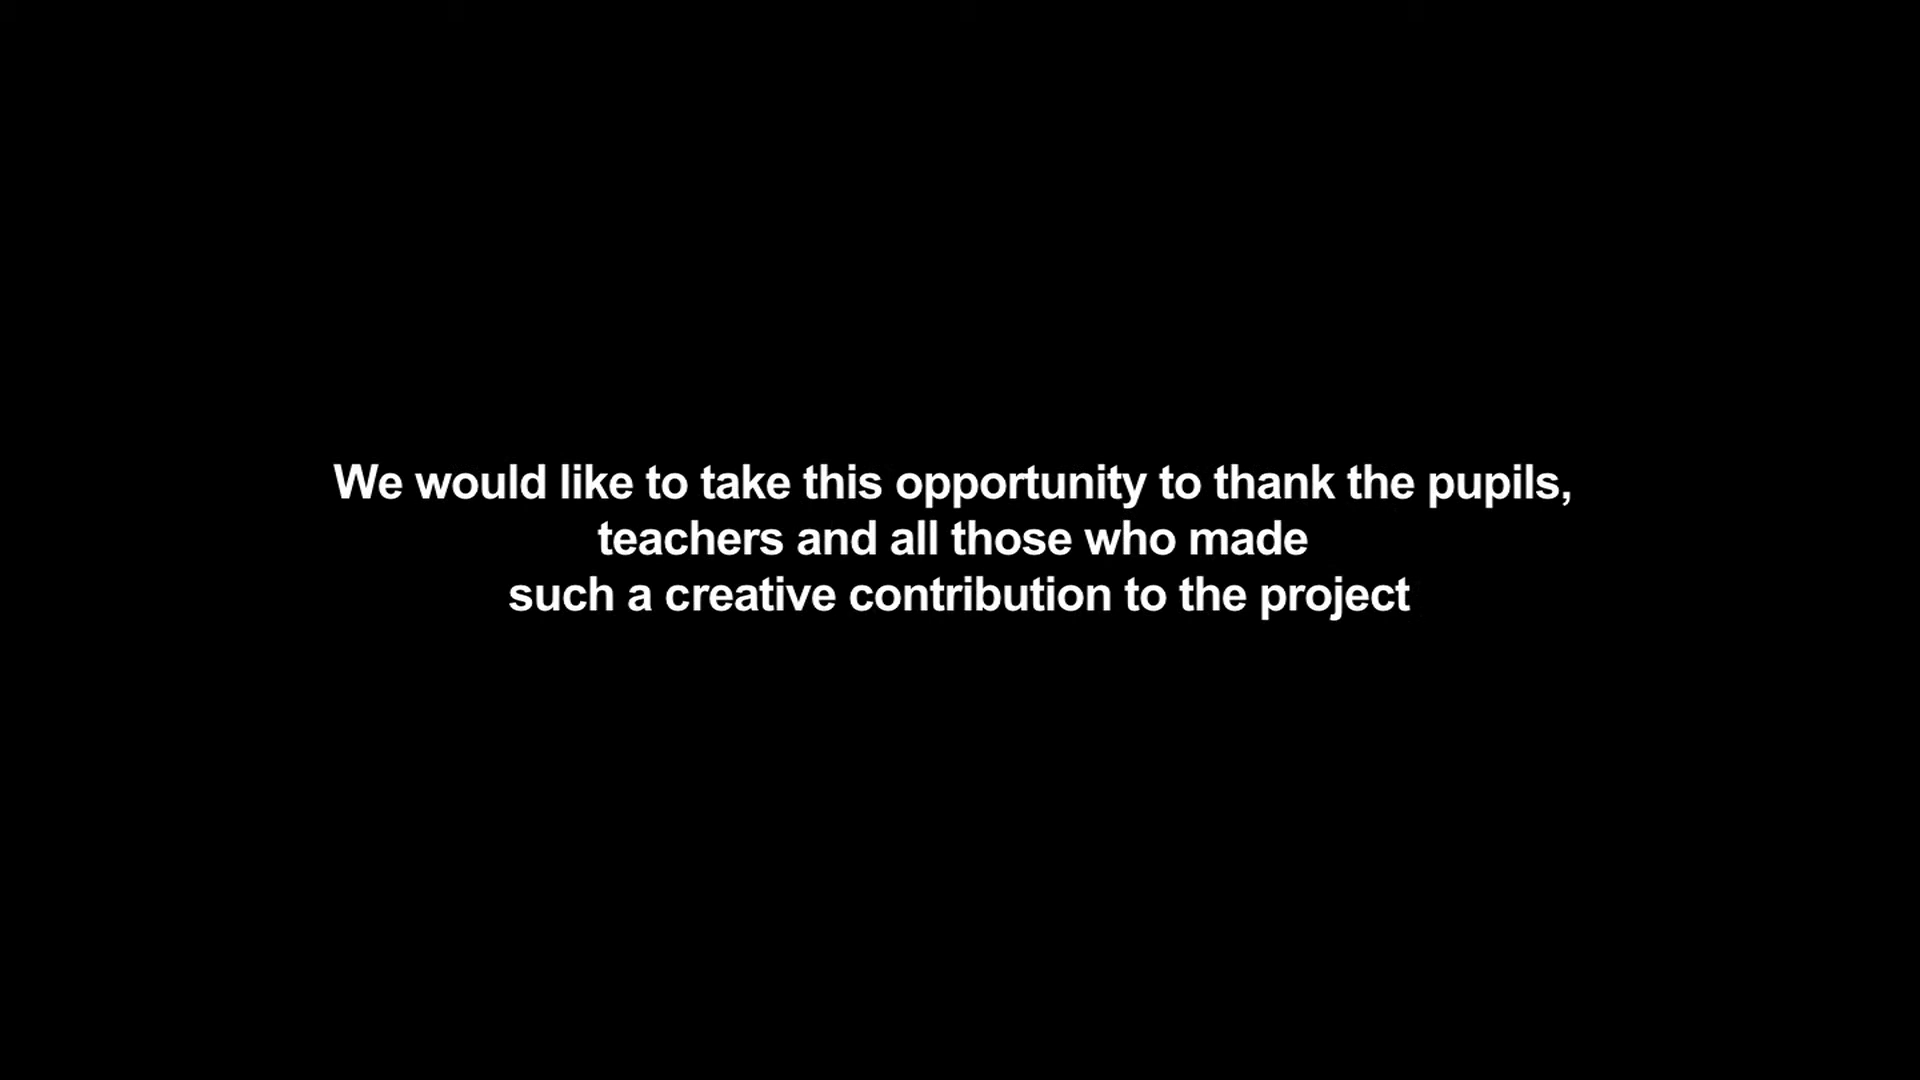 We would like to take this opportunity to thank the pupils,
teachers and all those who made
such a creative contribution to the project